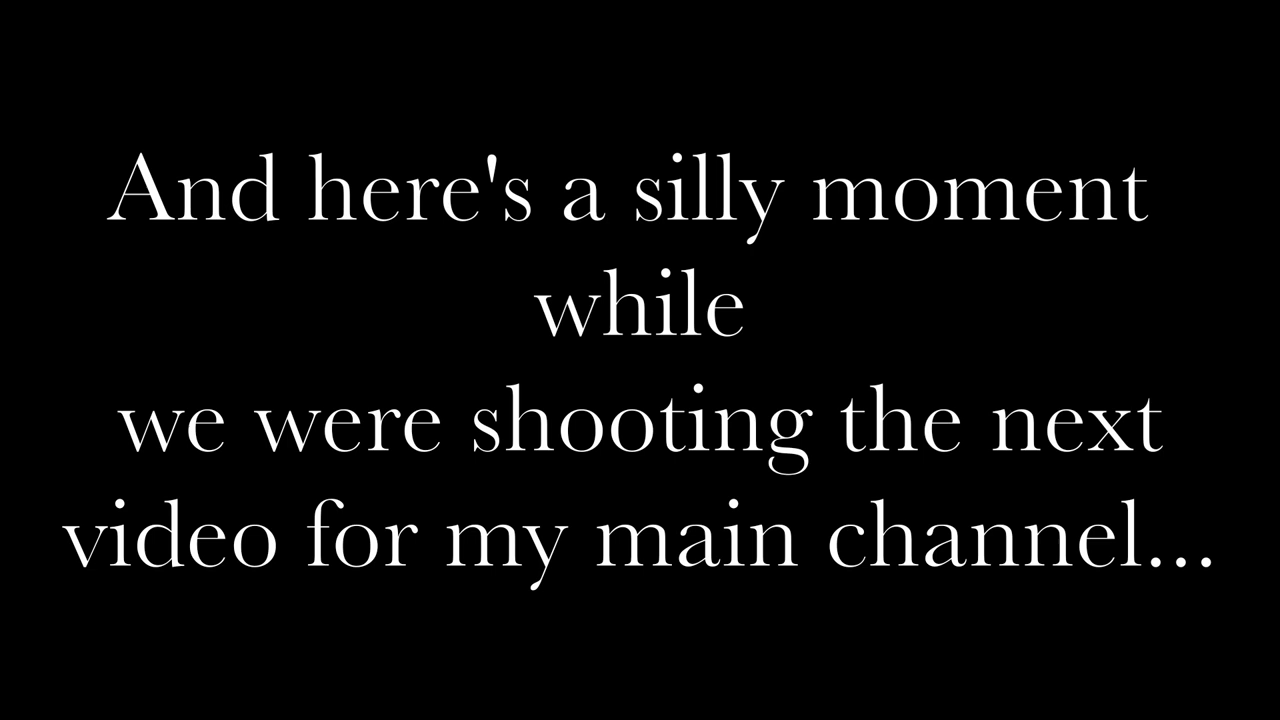 And here's a silly moment
while
we were shooting the next
video for my main channel...